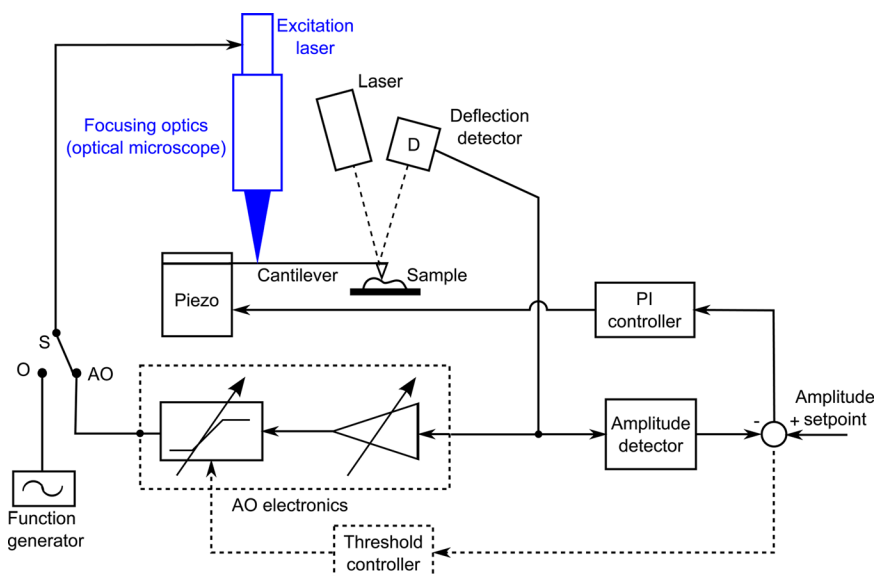 Excitation
laser
Laser
Deflection
detector
Focusing optics
(optical microscope)
D
Cantilever
Sample
Piezo
PI
controller
S
O
AO
Amplitude
setpoint
Amplitude
detector
-
+
AO electronics
Function
generator
Threshold
controller